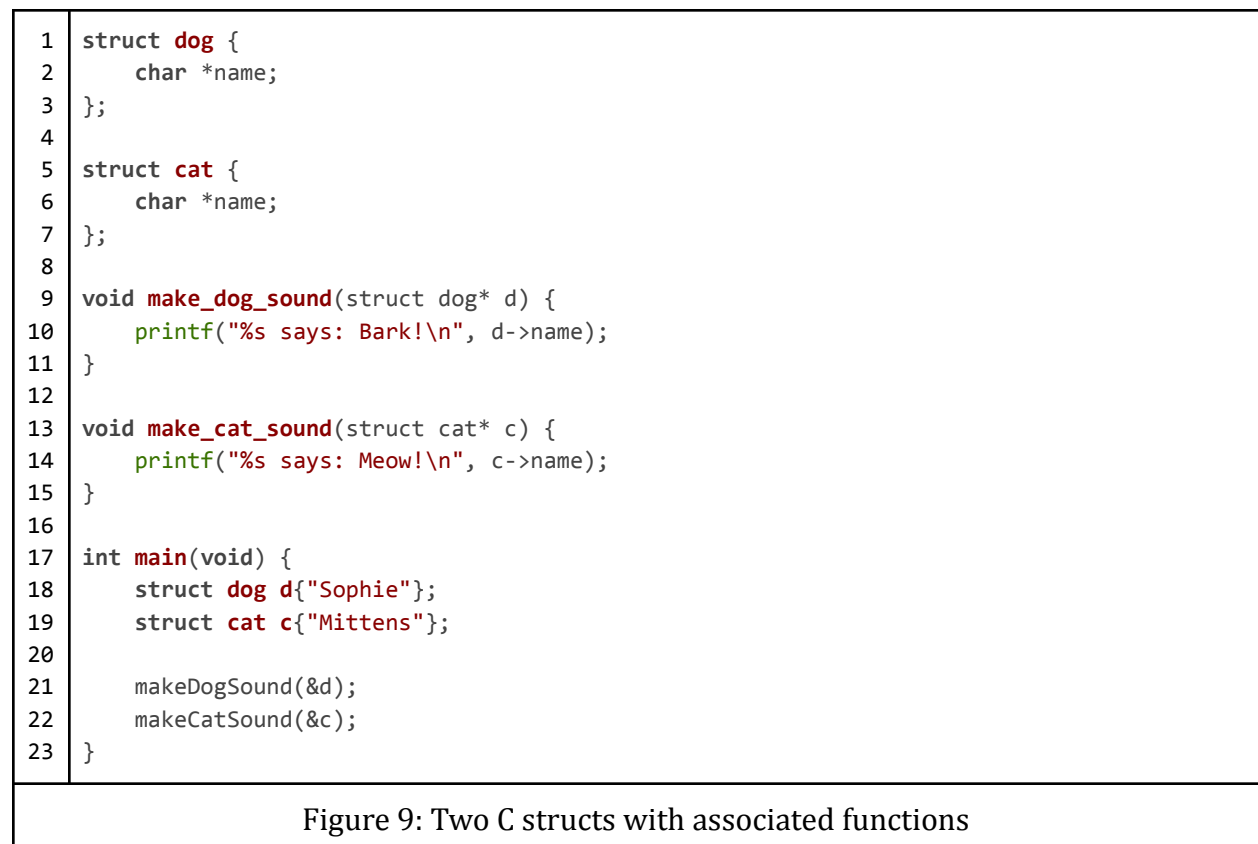 1 struct dog {
2     char *name;
3 };
4
5 struct cat {
6     char *name;
7 };
8
9 void make_dog_sound(struct dog* d) {
10     printf("%s says: Bark!\n", d->name);
11 }
12
13 void make_cat_sound(struct cat* c) {
14     printf("%s says: Meow!\n", c->name);
15 }
16
17 int main(void) {
18     struct dog d{"Sophie"};
19     struct cat c{"Mittens"};
20
21     makeDogSound(&d);
22     makeCatSound(&c);
23 }
Figure 9: Two C structs with associated functions